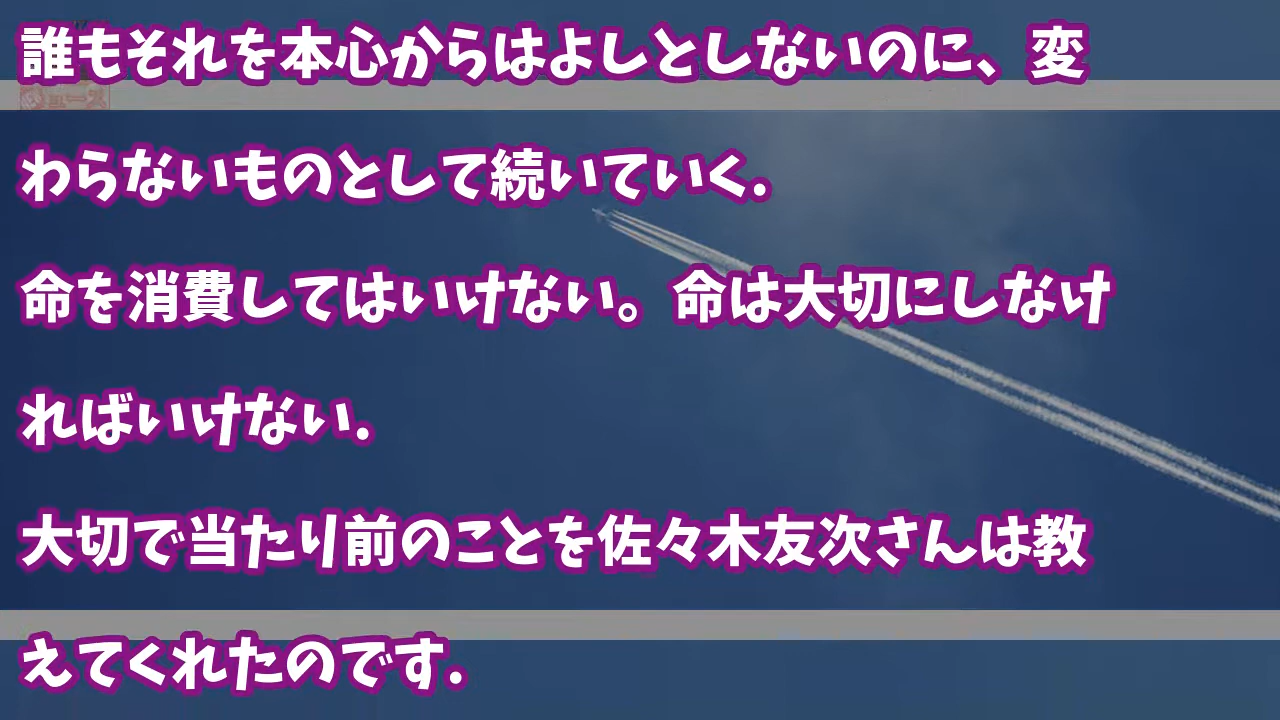 誰もそれを本心からはよしとしないのに、変
わらないものとして続いていく.
命を消費してはいけない。命は大切にしなけ
ればいけない.
大切で当たり前のことを佐々木友次さんは教
えてくれたのです.